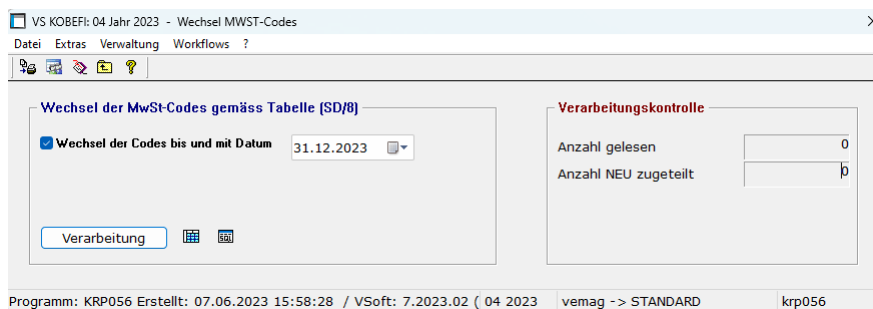 VS KOBEFI: 04 Jahr 2023 - Wechsel MWST-Codes
Datei Extras Verwaltung Workflows ?
Wechsel der MwSt-Codes gemäss Tabelle (SD/8)
Wechsel der Codes bis und mit Datum 31.12.2023
Verarbeitung SQL
Verarbeitungskontrolle
Anzahl gelesen 0
Anzahl NEU zugeteilt 0
Programm: KRP056 Erstellt: 07.06.2023 15:58:28 / VSoft: 7.2023.02 ( 04 2023 vemag -> STANDARD krp056